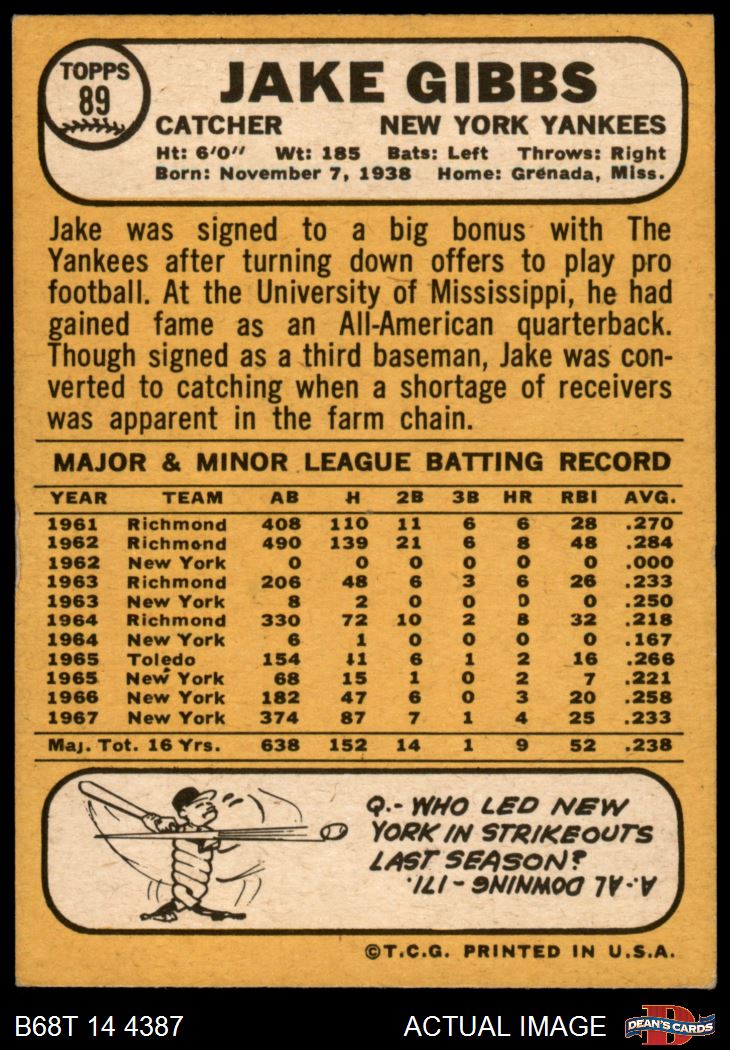 TOPPS
89
JAKE GIBBS
CATCHER NEW YORK YANKEES
Ht: 6'0" Wt: 185 Bats: Left Throws: Right
Born: November 7, 1938 Home: Grenada, Miss.
Jake was signed to a big bonus with The
Yankees after turning down offers to play pro
football. At the University of Mississippi, he had
gained fame as an All-American quarterback.
Though signed as a third baseman, Jake was con-
verted to catching when a shortage of receivers
was apparent in the farm chain.
MAJOR & MINOR LEAGUE BATTING RECORD
YEAR TEAM AB H 2B 3B HR RBI AVG.
1961 Richmond 408 110 11 6 6 28 .270
1962 Richmond 490 139 21 6 8 48 .284
1962 New York 0 0 0 0 0 0 .000
1963 Richmond 206 48 6 3 6 26 .233
1963 New York 8 2 0 0 0 0 .250
1964 Richmond 330 72 10 2 8 32 .218
1964 New York 6 1 0 0 0 0 .167
1965 Toledo 154 41 6 1 2 16 .266
1965 New York 68 15 1 0 2 7 .221
1966 New York 182 47 6 0 3 20 .258
1967 New York 374 87 7 1 4 25 .233
Maj. Tot. 16 Yrs. 638 152 14 1 9 52 .238
Q.- WHO LED NEW
YORK IN STRIKEOUTS
LAST SEASON?
A.- AL DOWNING - 171.
©T.C.G. PRINTED IN U.S.A.
B68T 14 4387 ACTUAL IMAGE
D
DEAN'S CARDS